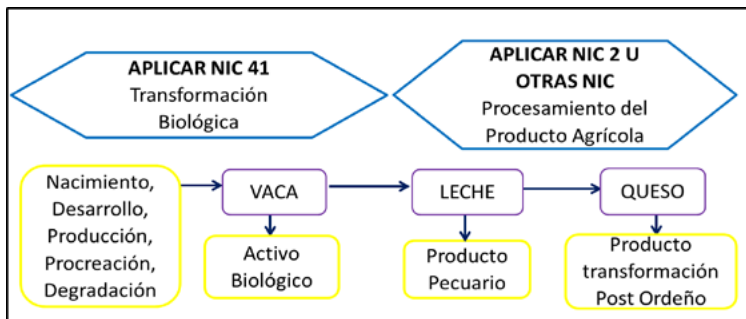 APLICAR NIC 41
Transformación
Biológica
APLICAR NIC 2 U
OTRAS NIC
Procesamiento del
Producto Agrícola
Nacimiento,
Desarrollo,
Producción,
Procreación,
Degradación
VACA
LECHE
QUESO
Activo
Biológico
Producto
Pecuario
Producto
transformación
Post Ordeño